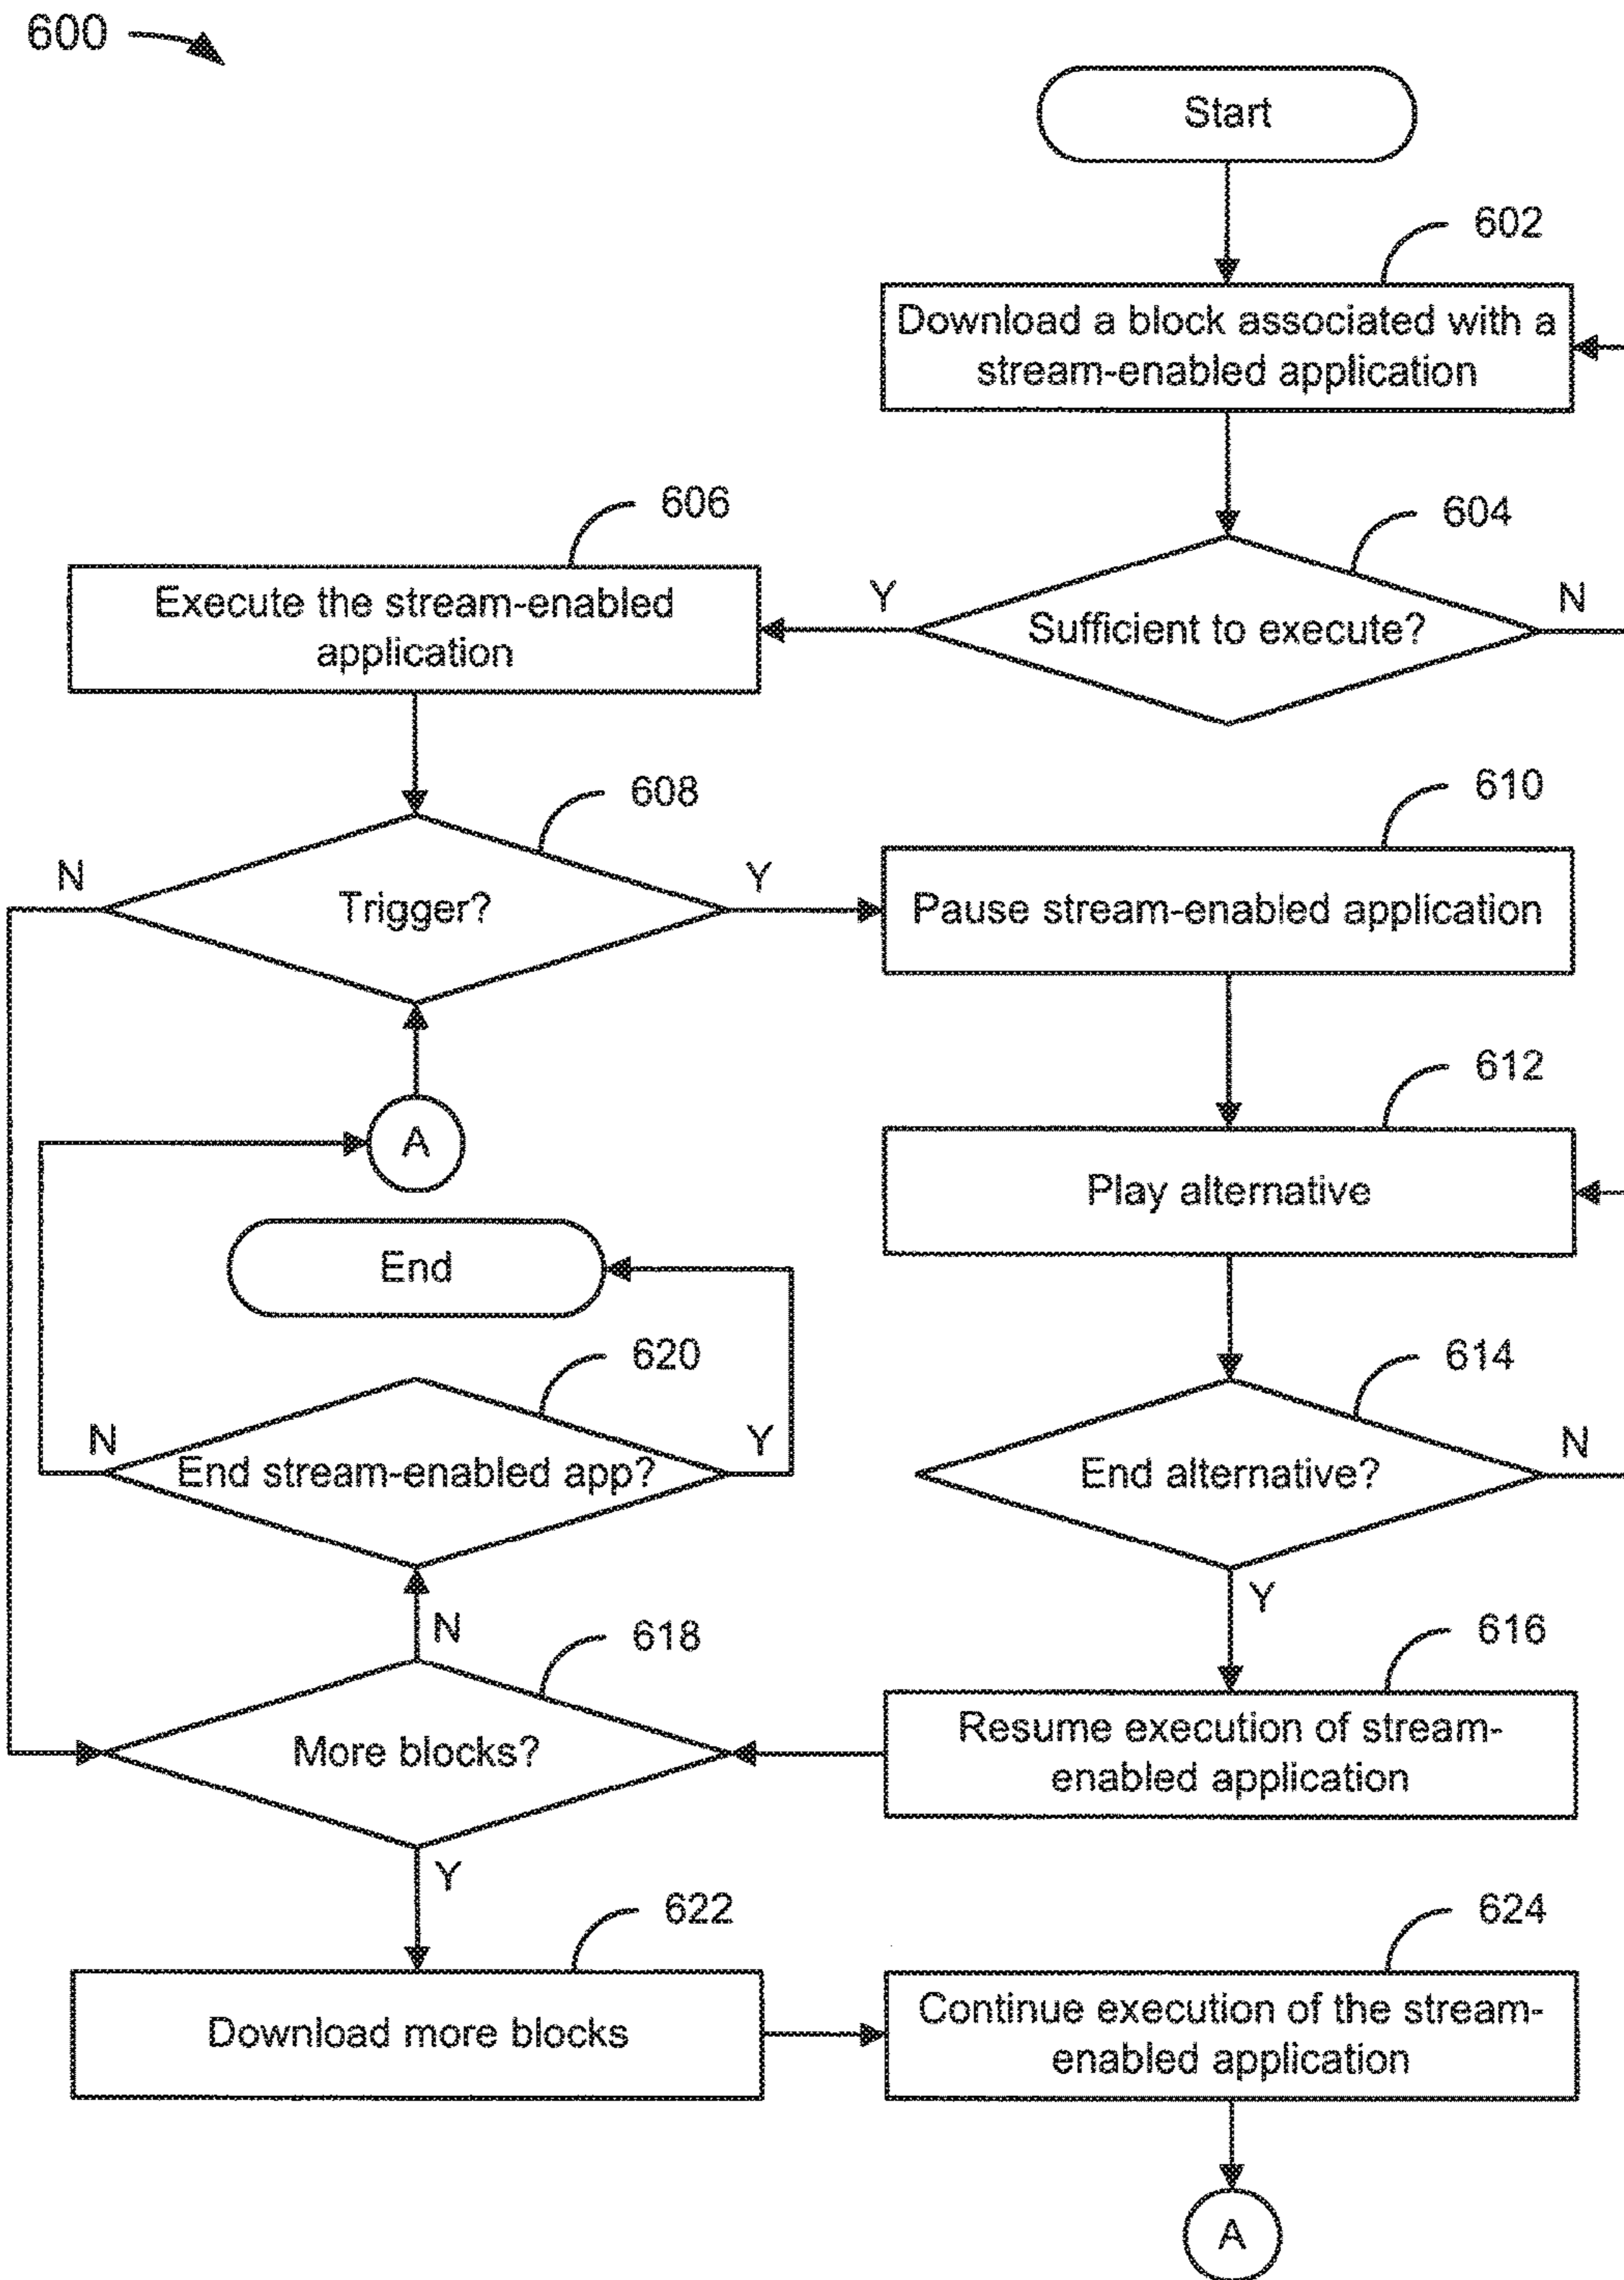 600
Start
602
Download a block associated with a
stream-enabled application
604
Sufficient to execute?
Y
N
606
Execute the stream-enabled
application
608
Trigger?
N
Y
610
Pause stream-enabled application
612
Play alternative
A
End
614
End alternative?
N
Y
620
End stream-enabled app?
N
Y
616
Resume execution of stream-
enabled application
618
More blocks?
N
Y
622
Download more blocks
624
Continue execution of the stream-
enabled application
A